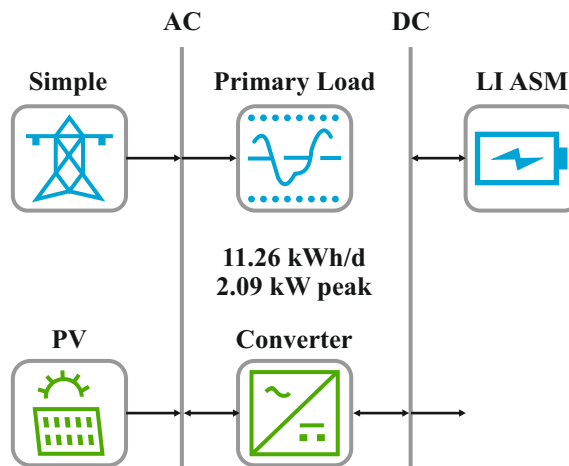 AC
DC
Simple
Primary Load
LI ASM
11.26 kWh/d
2.09 kW peak
PV
Converter